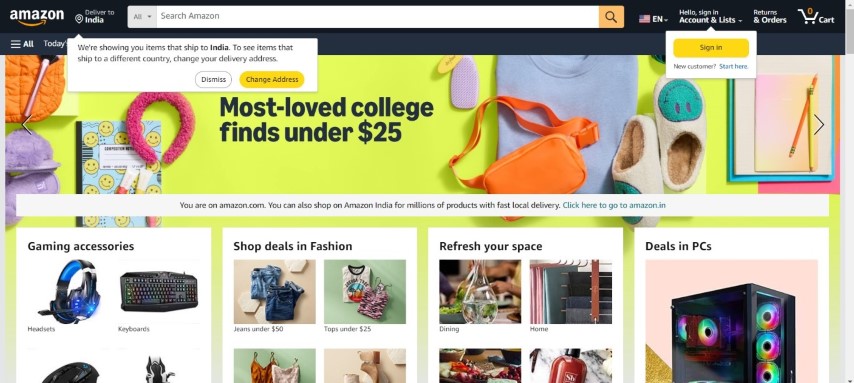 amazon
Deliver to
India
All
Search Amazon
EN
Hello, sign in
Account & Lists
Returns
& Orders
0
Cart
All
Today's
We're showing you items that ship to India. To see items that
ship to a different country, change your delivery address.
Dismiss
Change Address
Sign in
New customer? Start here.
Most-loved college
finds under $25
You are on amazon.com. You can also shop on Amazon India for millions of products with fast local delivery. Click here to go to amazon.in
Gaming accessories
Shop deals in Fashion
Refresh your space
Deals in PCs
Headsets
Keyboards
Jeans under $50
Tops under $25
Dining
Home